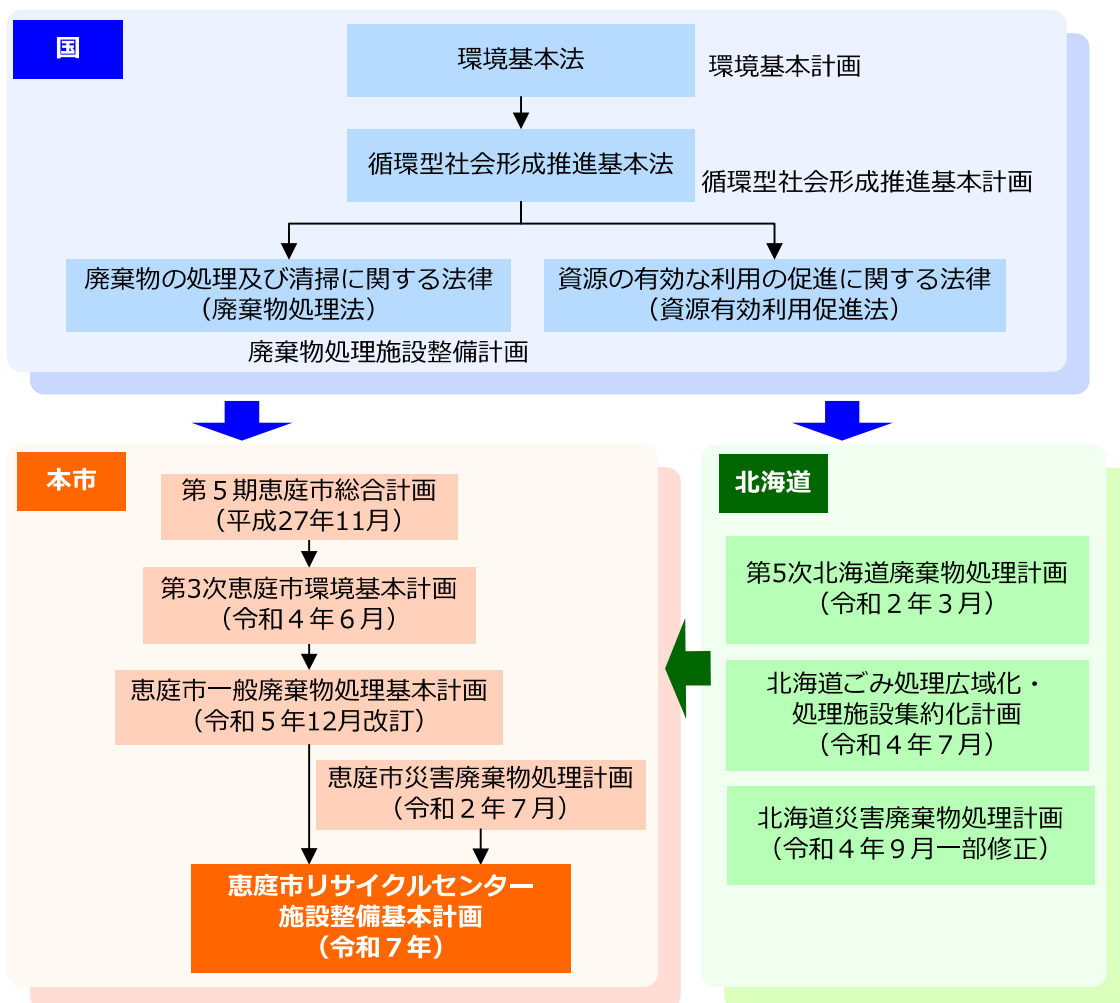 国
環境基本法
環境基本計画
循環型社会形成推進基本法
循環型社会形成推進基本計画
廃棄物の処理及び清掃に関する法律
（廃棄物処理法）
資源の有効な利用の促進に関する法律
（資源有効利用促進法）
廃棄物処理施設整備計画
本市
第５期恵庭市総合計画
（平成27年11月）
第3次恵庭市環境基本計画
（令和４年６月）
恵庭市一般廃棄物処理基本計画
（令和５年12月改訂）
恵庭市災害廃棄物処理計画
（令和２年７月）
恵庭市リサイクルセンター
施設整備基本計画
（令和７年）
北海道
第5次北海道廃棄物処理計画
（令和２年３月）
北海道ごみ処理広域化・
処理施設集約化計画
（令和４年７月）
北海道災害廃棄物処理計画
（令和４年９月一部修正）